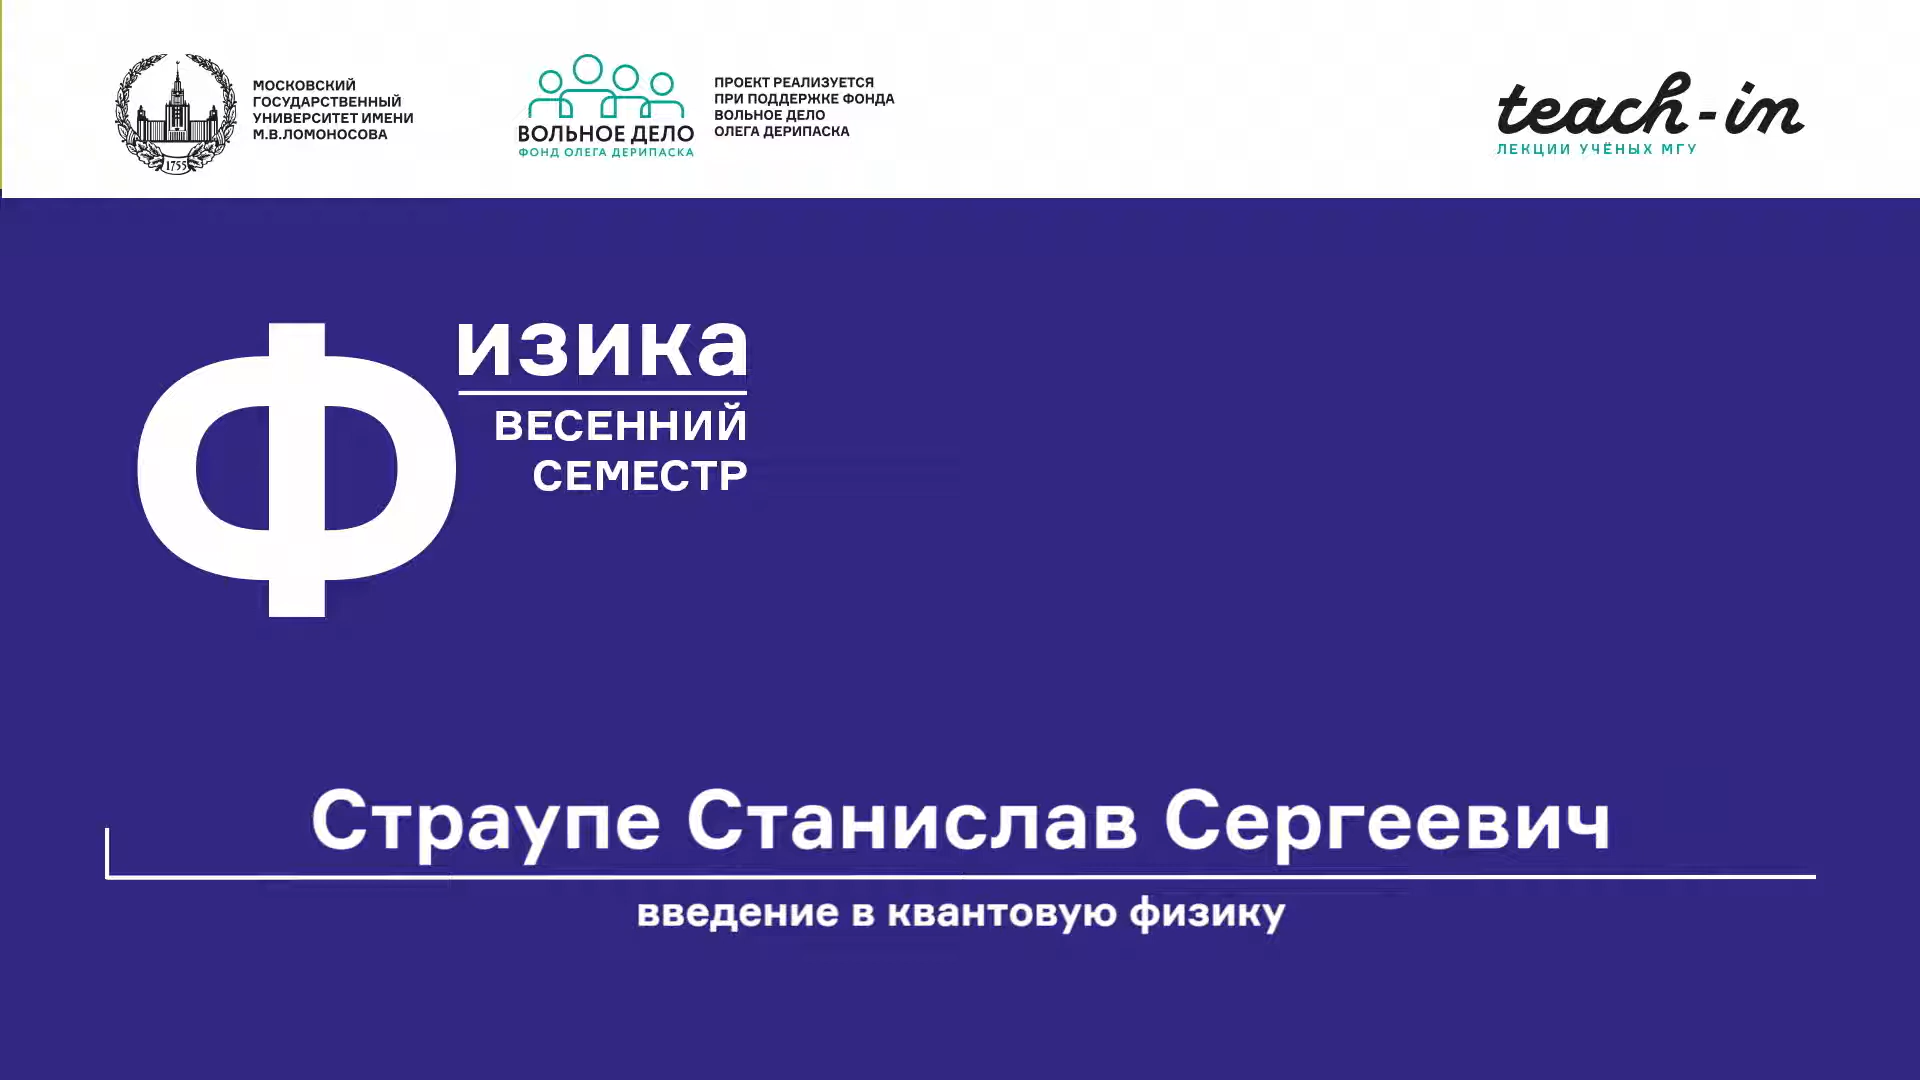 МОСКОВСКИЙ
ГОСУДАРСТВЕННЫЙ
УНИВЕРСИТЕТ ИМЕНИ
М.В.ЛОМОНОСОВА
1755
ВОЛЬНОЕ ДЕЛО
ФОНД ОЛЕГА ДЕРИПАСКА
ПРОЕКТ РЕАЛИЗУЕТСЯ
ПРИ ПОДДЕРЖКЕ ФОНДА
ВОЛЬНОЕ ДЕЛО
ОЛЕГА ДЕРИПАСКА
teach-in
ЛЕКЦИИ УЧЁНЫХ МГУ
Физика
ВЕСЕННИЙ
СЕМЕСТР
Страупе Станислав Сергеевич
введение в квантовую физику